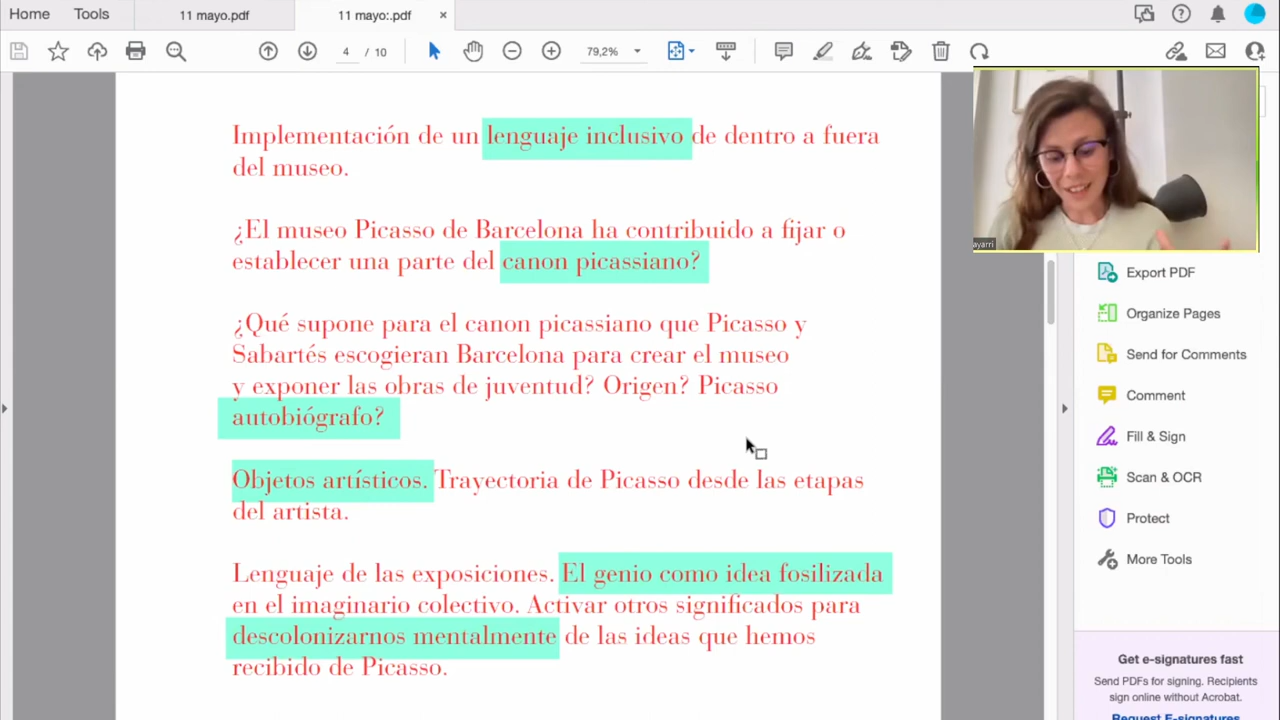 Home Tools 11 mayo.pdf 11 mayo:.pdf ×
4 / 10 79,2%
Implementación de un lenguaje inclusivo de dentro a fuera
del museo.
¿El museo Picasso de Barcelona ha contribuido a fijar o
establecer una parte del canon picassiano?
¿Qué supone para el canon picassiano que Picasso y
Sabartés escogieran Barcelona para crear el museo
y exponer las obras de juventud? Origen? Picasso
autobiógrafo?
Objetos artísticos. Trayectoria de Picasso desde las etapas
del artista.
Lenguaje de las exposiciones. El genio como idea fosilizada
en el imaginario colectivo. Activar otros significados para
descolonizarnos mentalmente de las ideas que hemos
recibido de Picasso.
ayarri
Export PDF
Organize Pages
Send for Comments
Comment
Fill & Sign
Scan & OCR
Protect
More Tools
Get e-signatures fast
Send PDFs for signing. Recipients
sign online without Acrobat.
Request E-signatures